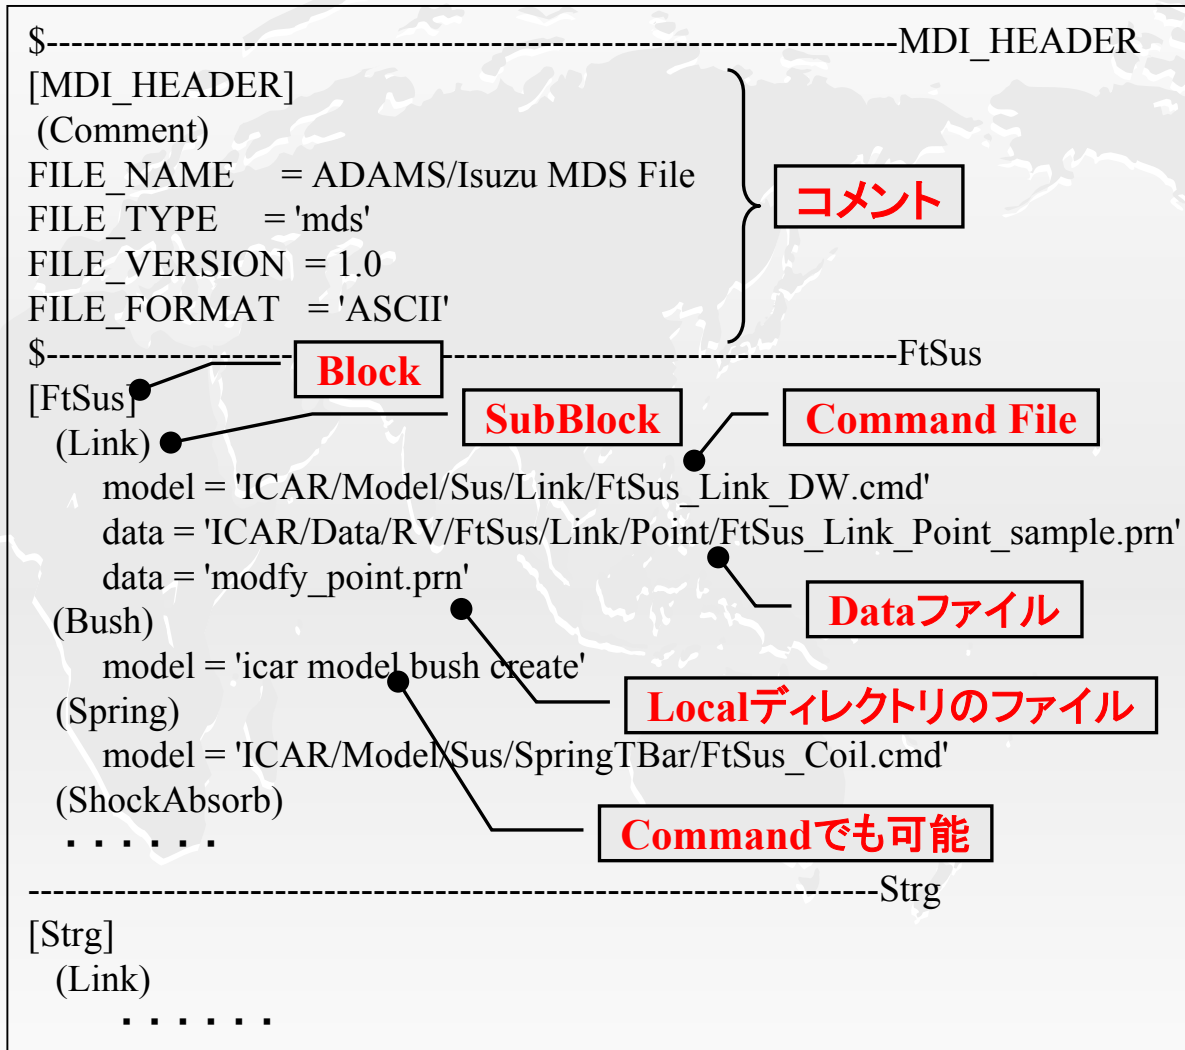 $----------------------------------------------------MDI_HEADER
[MDI_HEADER]
(Comment)
FILE_NAME = ADAMS/Isuzu MDS File
FILE_TYPE = 'mds'
FILE_VERSION = 1.0
FILE_FORMAT = 'ASCII'
コメント
$----------------------------------------------------FtSus
Block
[FtSus]
SubBlock
Command File
(Link)
model = 'ICAR/Model/Sus/Link/FtSus_Link_DW.cmd'
data = 'ICAR/Data/RV/FtSus/Link/Point/FtSus_Link_Point_sample.prn'
data = 'modfy_point.prn'
Dataファイル
(Bush)
model = 'icar model bush create'
Localディレクトリのファイル
(Spring)
model = 'ICAR/Model/Sus/SpringTBar/FtSus_Coil.cmd'
(ShockAbsorb)
Commandでも可能
・・・・・・
----------------------------------------------------Strg
[Strg]
(Link)
・・・・・・